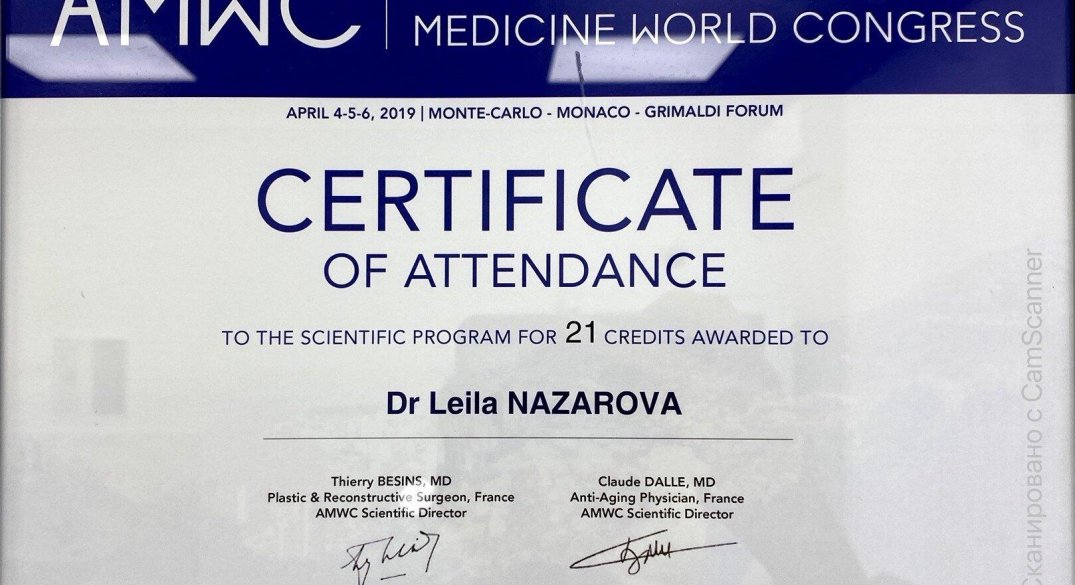 AMWC
MEDICINE WORLD CONGRESS
APRIL 4-5-6, 2019 | MONTE-CARLO - MONACO - GRIMALDI FORUM
CERTIFICATE
OF ATTENDANCE
TO THE SCIENTIFIC PROGRAM FOR 21 CREDITS AWARDED TO
Dr Leila NAZAROVA
Thierry BESINS, MD
Plastic & Reconstructive Surgeon, France
AMWC Scientific Director
Claude DALLE, MD
Anti-Aging Physician, France
AMWC Scientific Director
сканировано с CamScanner